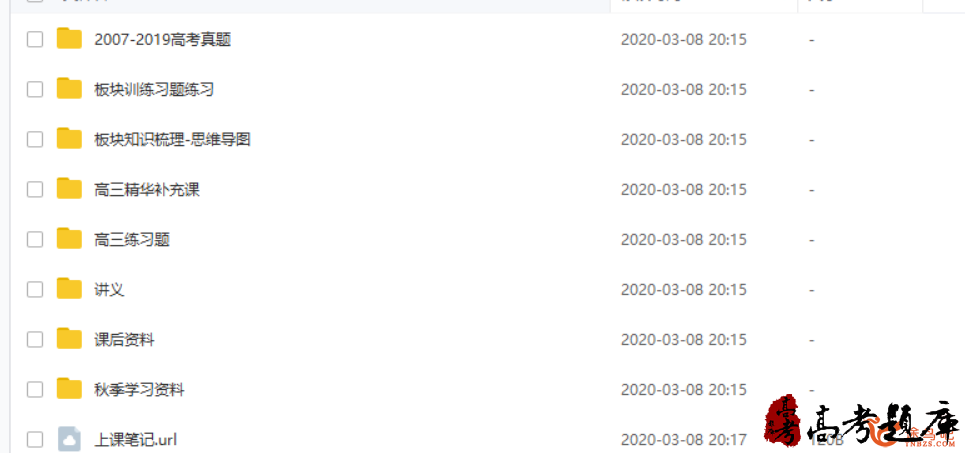 2007-2019高考真题 2020-03-08 20:15 -
板块训练习题练习 2020-03-08 20:15 -
板块知识梳理-思维导图 2020-03-08 20:15 -
高三精华补充课 2020-03-08 20:15 -
高三练习题 2020-03-08 20:15 -
讲义 2020-03-08 20:15 -
课后资料 2020-03-08 20:15 -
秋季学习资料 2020-03-08 20:15 -
上课笔记.url 2020-03-08 20:17
高考
高考题库